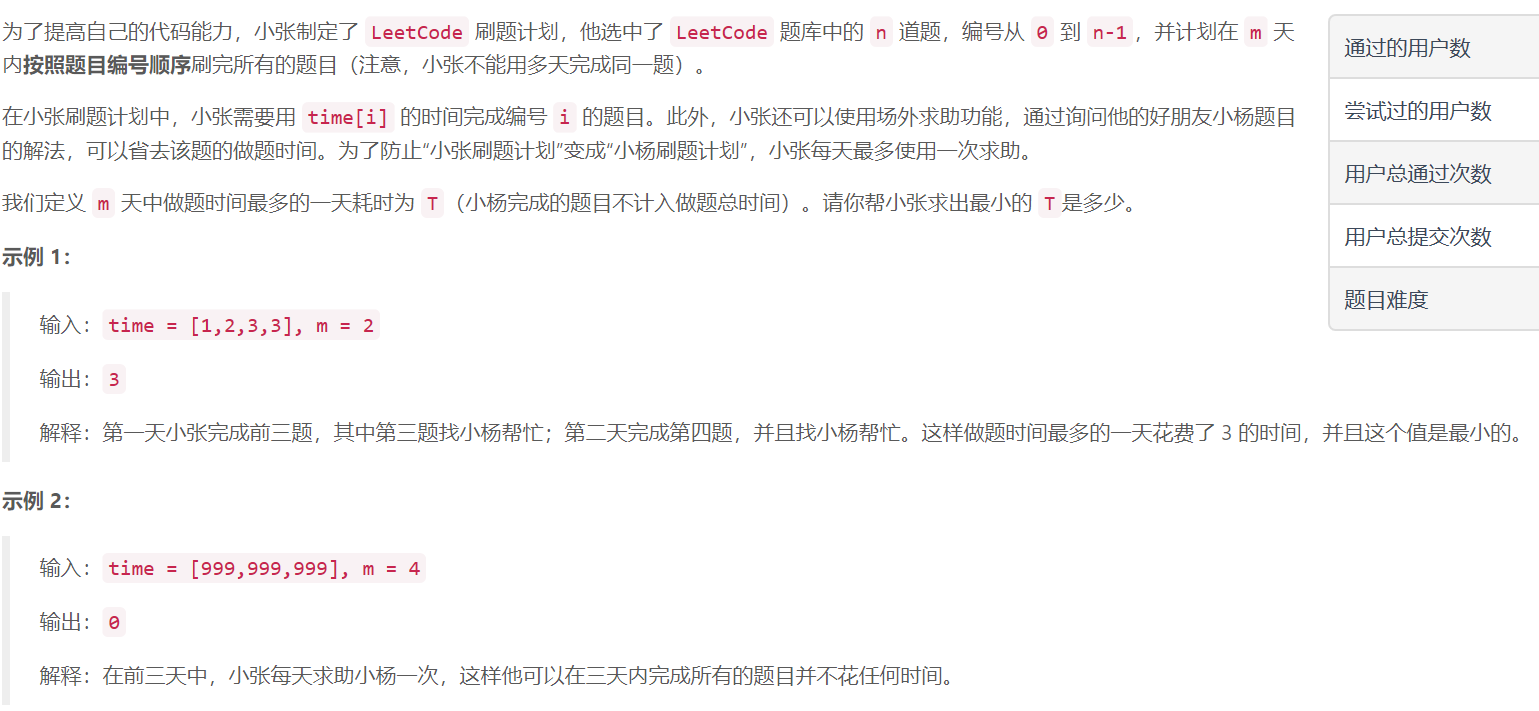 为了提高自己的代码能力，小张制定了 LeetCode 刷题计划，他选中了 LeetCode 题库中的 n 道题，编号从 0 到 n-1，并计划在 m 天
内按照题目编号顺序刷完所有的题目（注意，小张不能用多天完成同一题）。
在小张刷题计划中，小张需要用 time[i] 的时间完成编号 i 的题目。此外，小张还可以使用场外求助功能，通过询问他的好朋友小杨题目
的解法，可以省去该题的做题时间。为了防止“小张刷题计划”变成“小杨刷题计划”，小张每天最多使用一次求助。
我们定义 m 天中做题时间最多的一天耗时为 T（小杨完成的题目不计入做题总时间）。请你帮小张求出最小的 T是多少。
示例 1：
输入：time = [1,2,3,3], m = 2
输出：3
解释：第一天小张完成前三题，其中第三题找小杨帮忙；第二天完成第四题，并且找小杨帮忙。这样做题时间最多的一天花费了 3 的时间，并且这个值是最小的。
示例 2：
输入：time = [999,999,999], m = 4
输出：0
解释：在前三天中，小张每天求助小杨一次，这样他可以在三天内完成所有的题目并不花任何时间。
通过的用户数
尝试过的用户数
用户总通过次数
用户总提交次数
题目难度